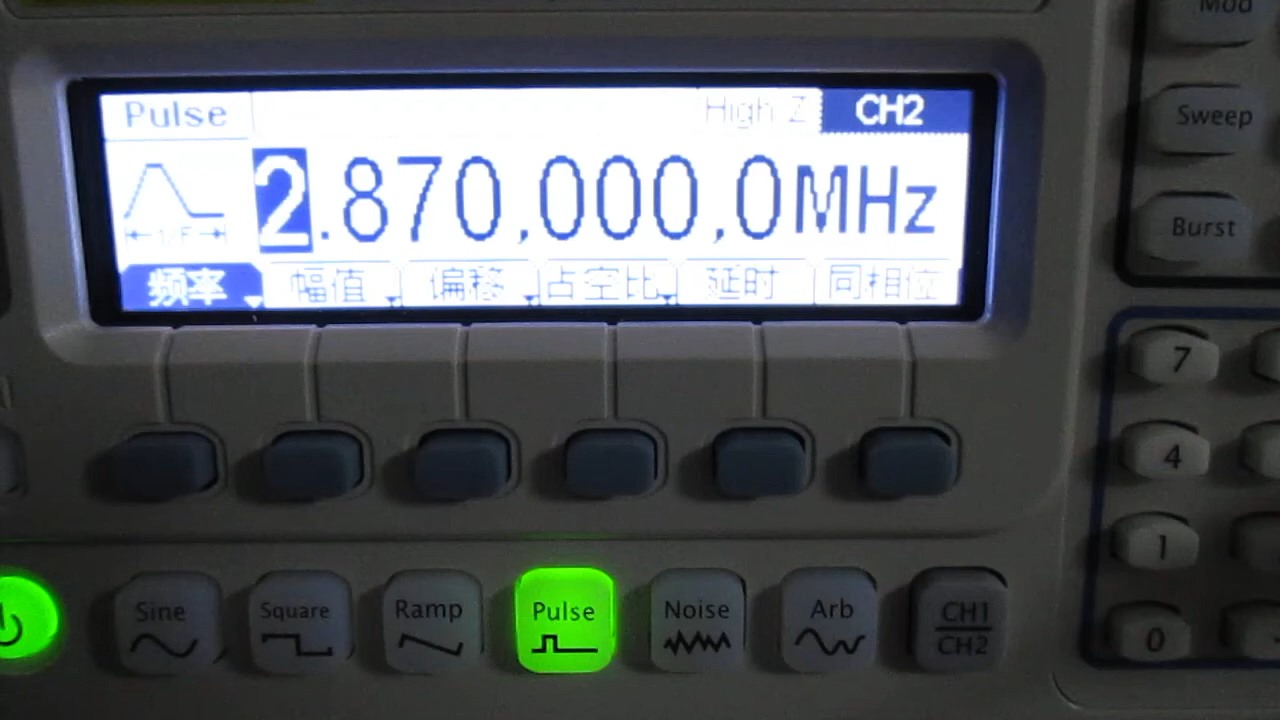 Mod
Pulse High Z CH2
Sweep
2.870,000,0MHz
Burst
1/F
频率 幅值 偏移 占空比 延时 同相位
7
4
1
Sine Square Ramp Pulse Noise Arb CH1
CH2
0